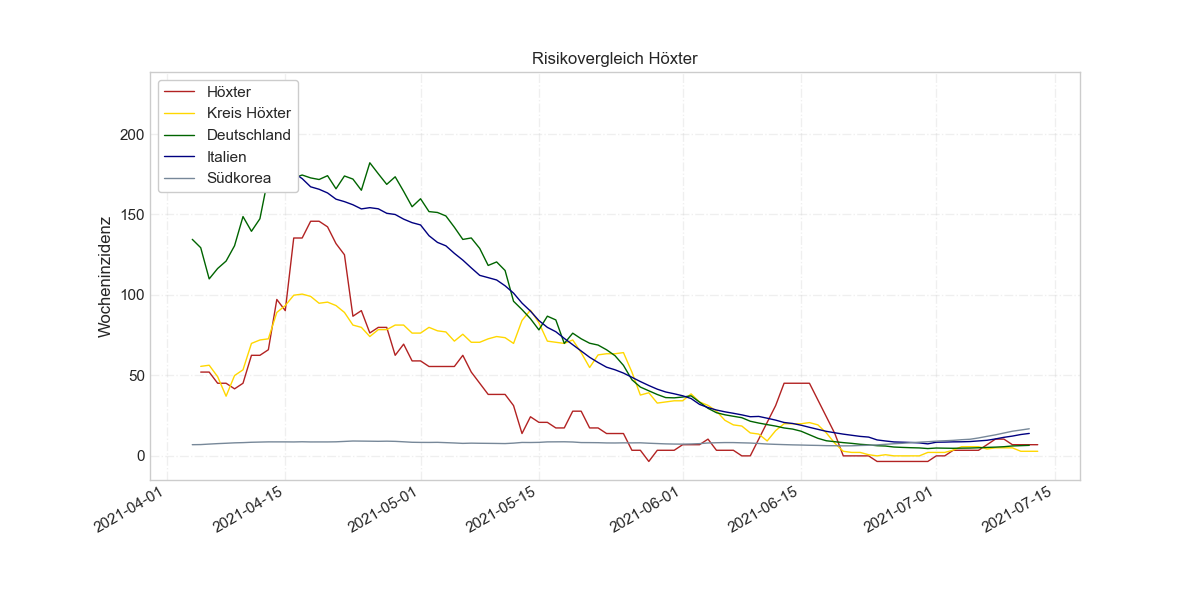 Risikovergleich Höxter
Höxter
Kreis Höxter
Deutschland
Italien
Südkorea
Wocheninzidenz
200
150
100
50
0
2021-04-01
2021-04-15
2021-05-01
2021-05-15
2021-06-01
2021-06-15
2021-07-01
2021-07-15